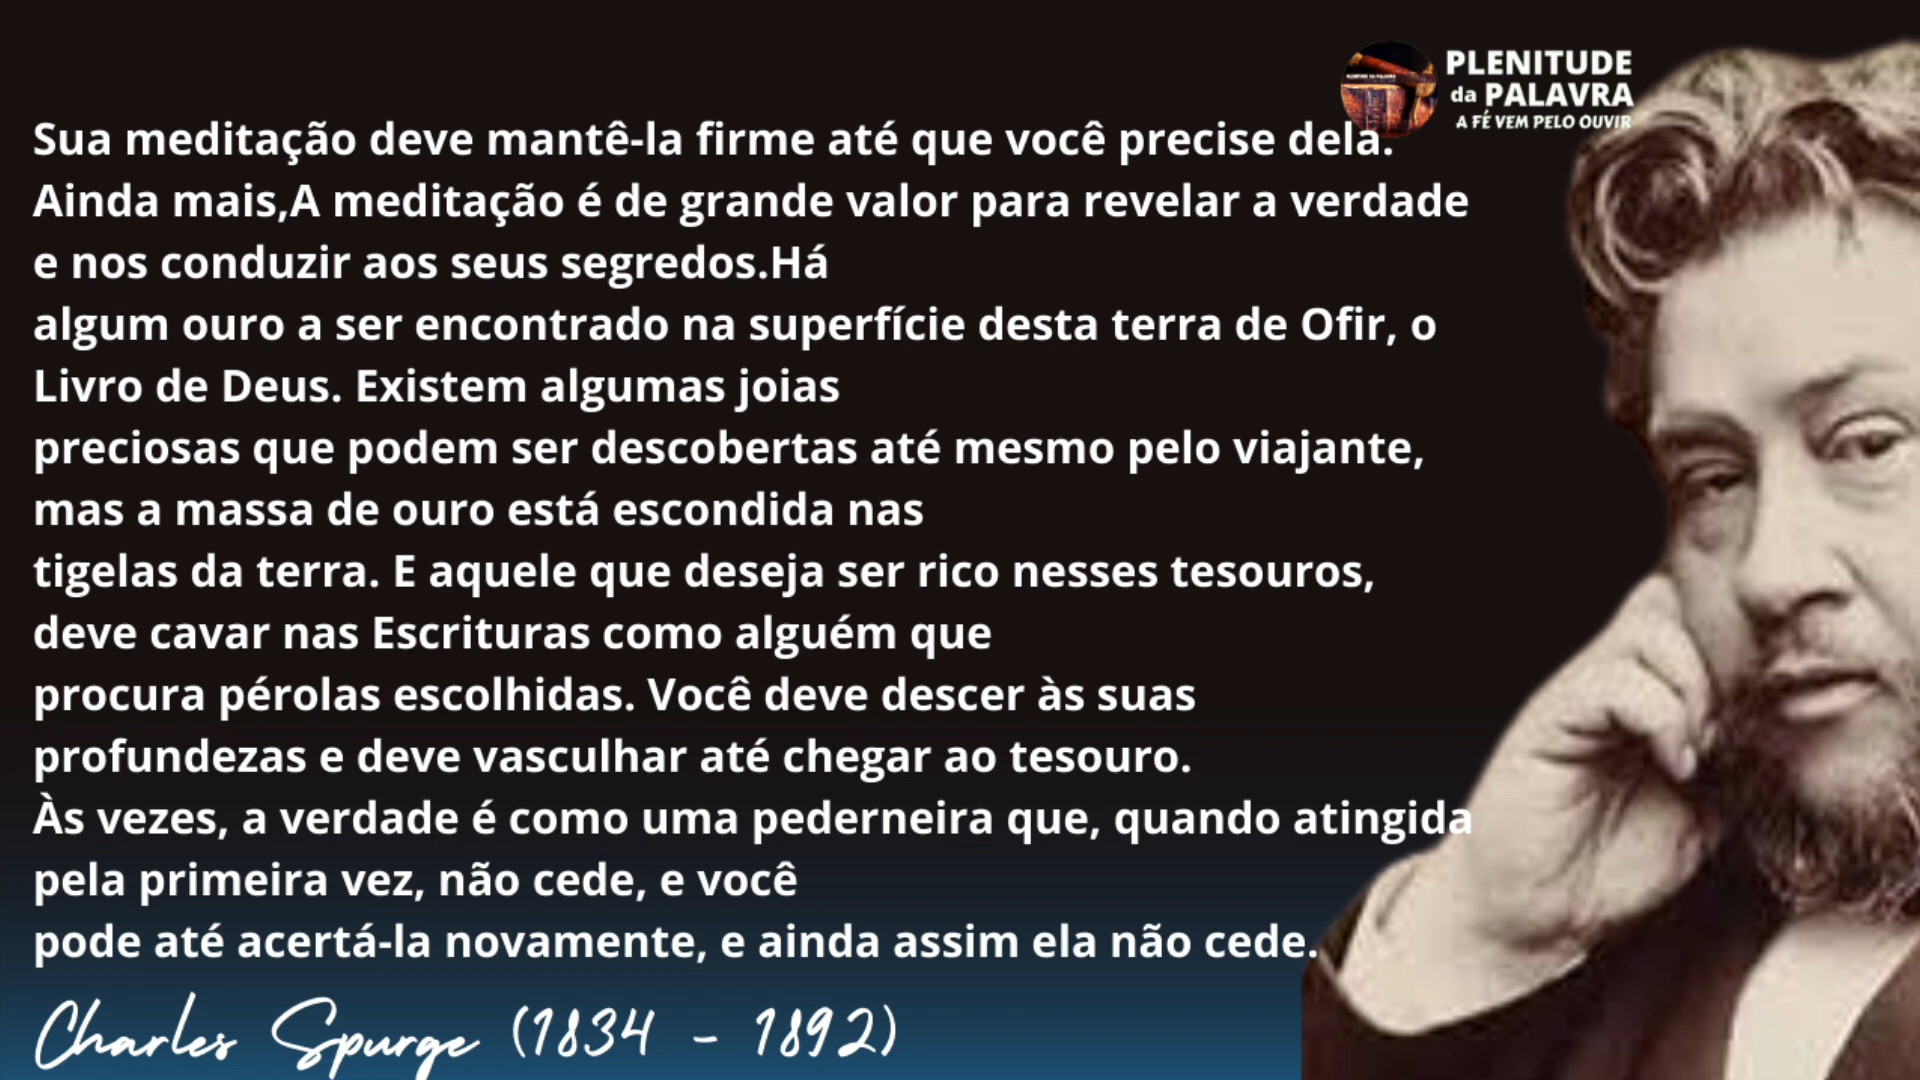 PLENITUDE
da PALAVRA
A FÉ VEM PELO OUVIR
Sua meditação deve mantê-la firme até que você precise dela.
Ainda mais,A meditação é de grande valor para revelar a verdade
e nos conduzir aos seus segredos.Há
algum ouro a ser encontrado na superfície desta terra de Ofir, o
Livro de Deus. Existem algumas joias
preciosas que podem ser descobertas até mesmo pelo viajante,
mas a massa de ouro está escondida nas
tigelas da terra. E aquele que deseja ser rico nesses tesouros,
deve cavar nas Escrituras como alguém que
procura pérolas escolhidas. Você deve descer às suas
profundezas e deve vasculhar até chegar ao tesouro.
Às vezes, a verdade é como uma pederneira que, quando atingida
pela primeira vez, não cede, e você
pode até acertá-la novamente, e ainda assim ela não cede.
Charles Spurge (1834 - 1892)